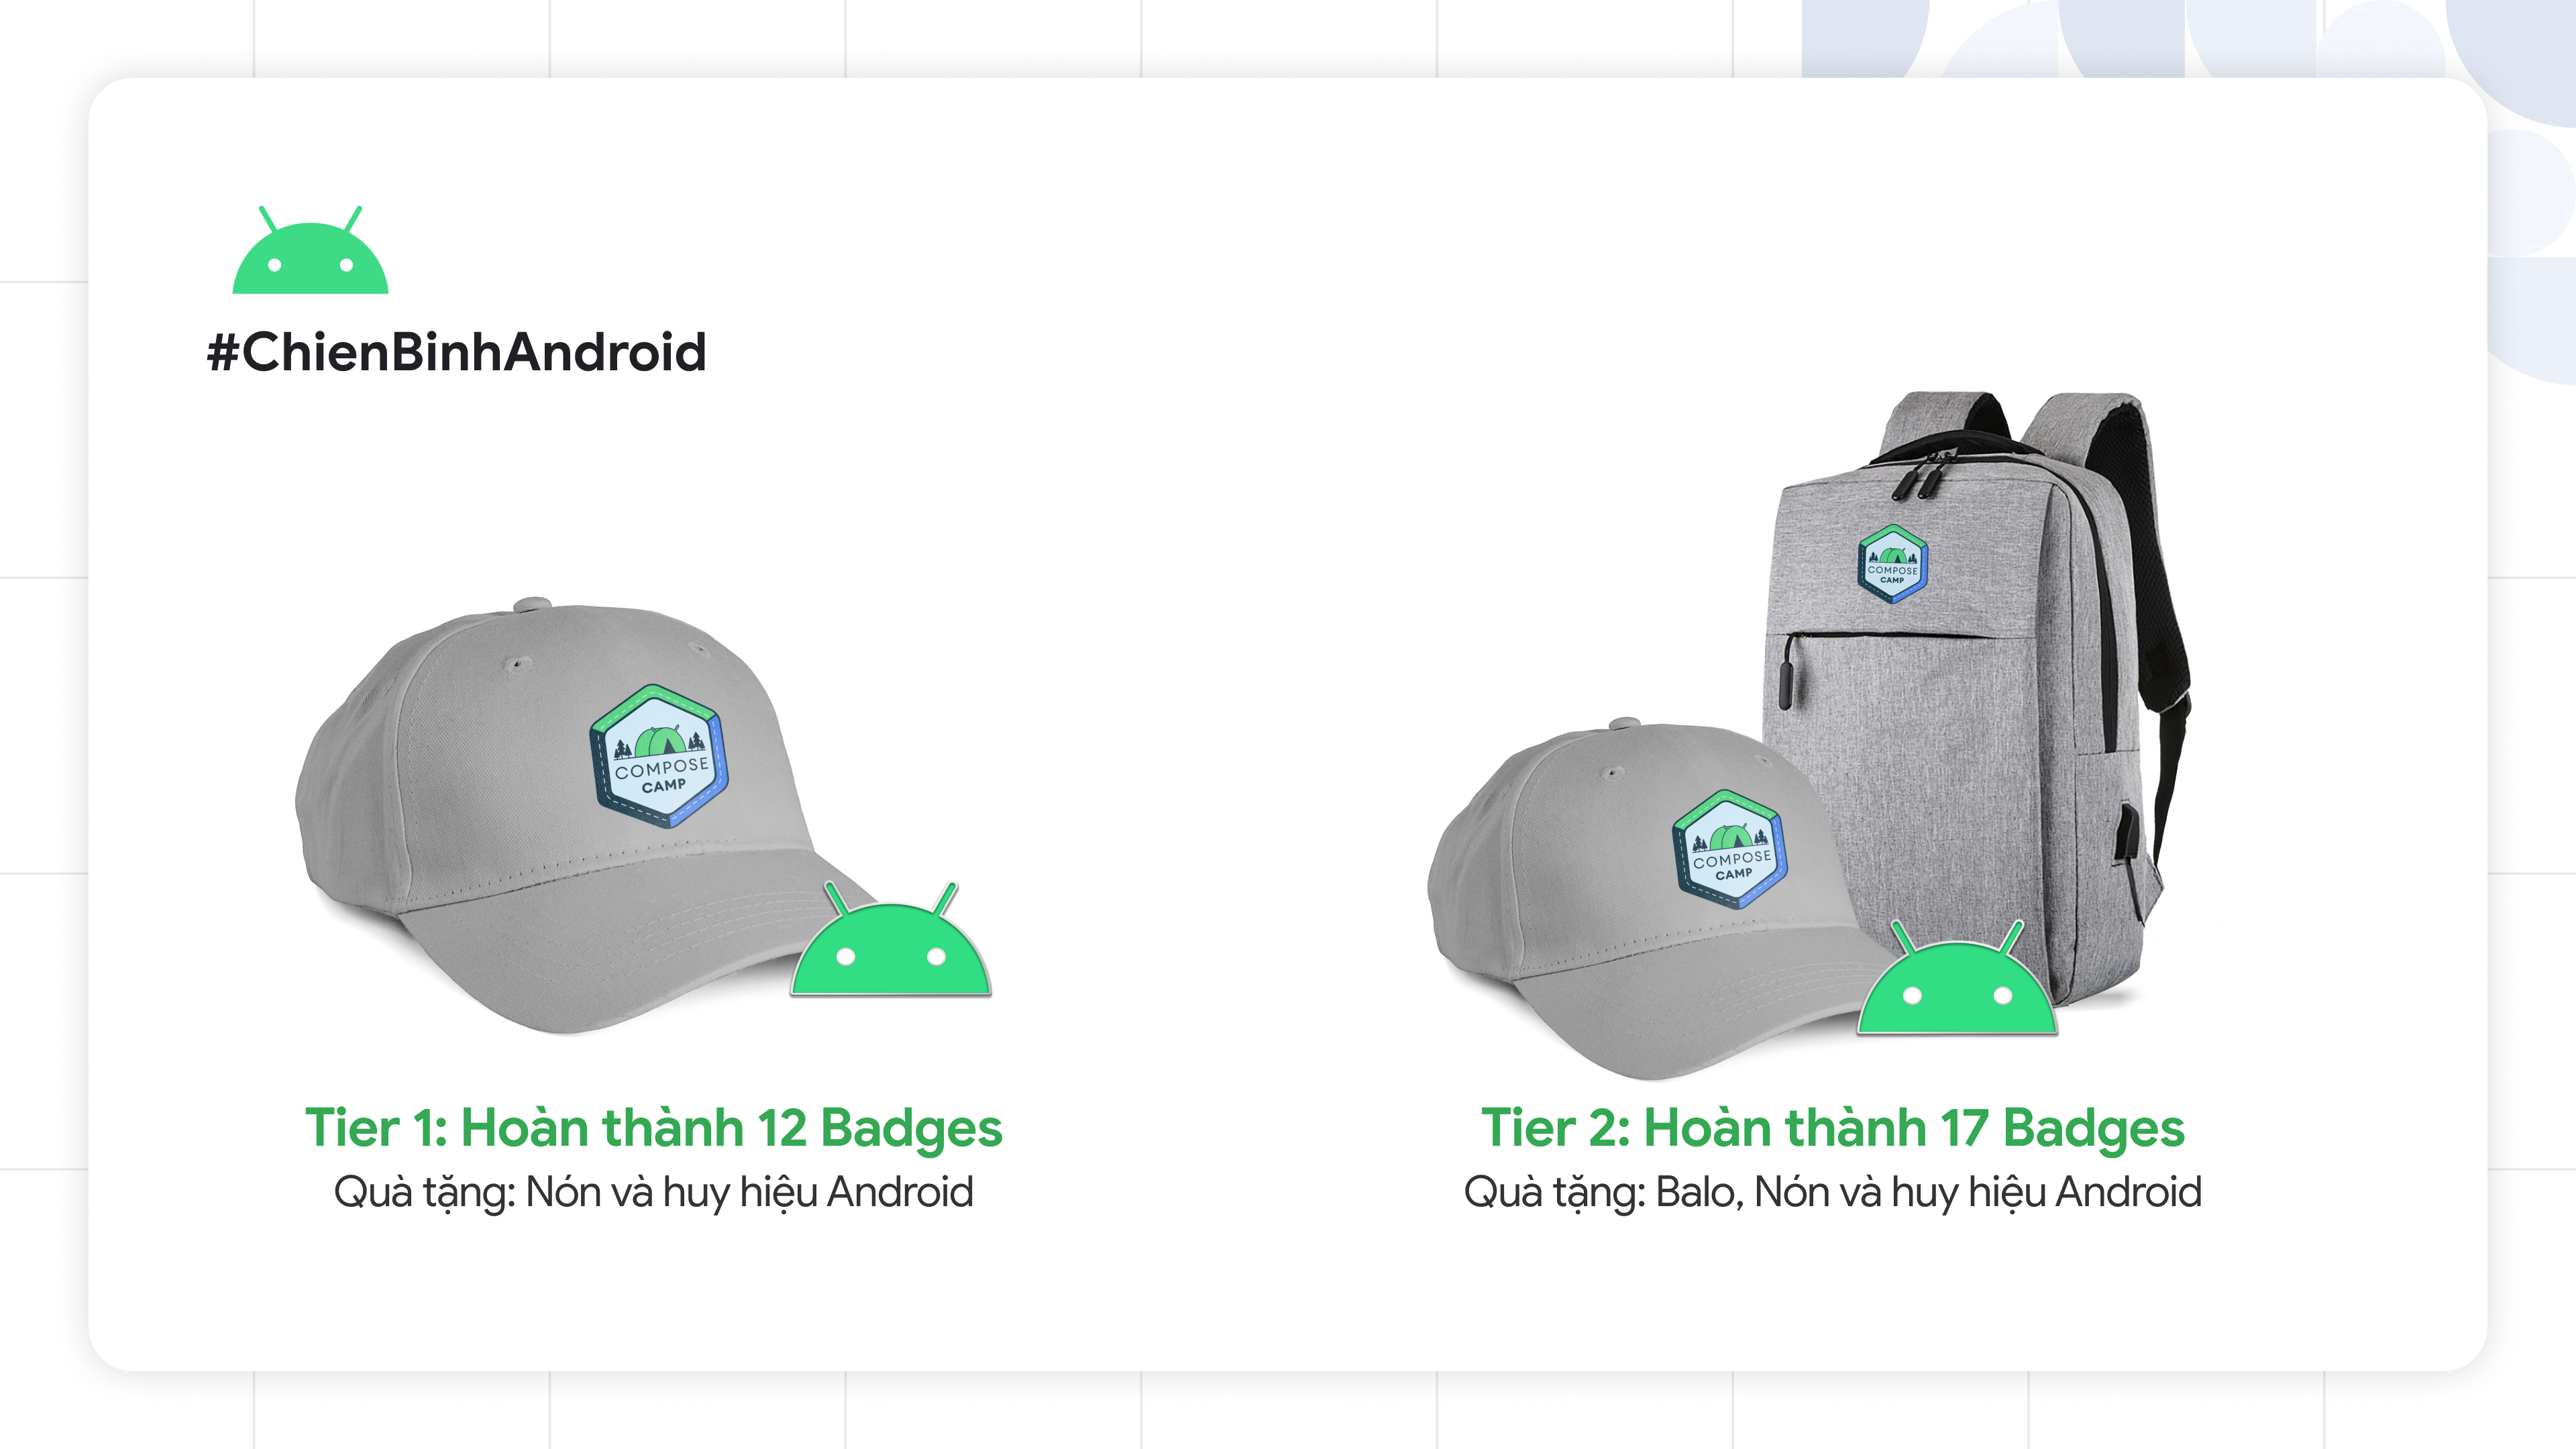 #ChienBinhAndroid
COMPOSE
CAMP
COMPOSE
CAMP
COMPOSE
CAMP
Tier 1: Hoàn thành 12 Badges
Quà tặng: Nón và huy hiệu Android
Tier 2: Hoàn thành 17 Badges
Quà tặng: Balo, Nón và huy hiệu Android